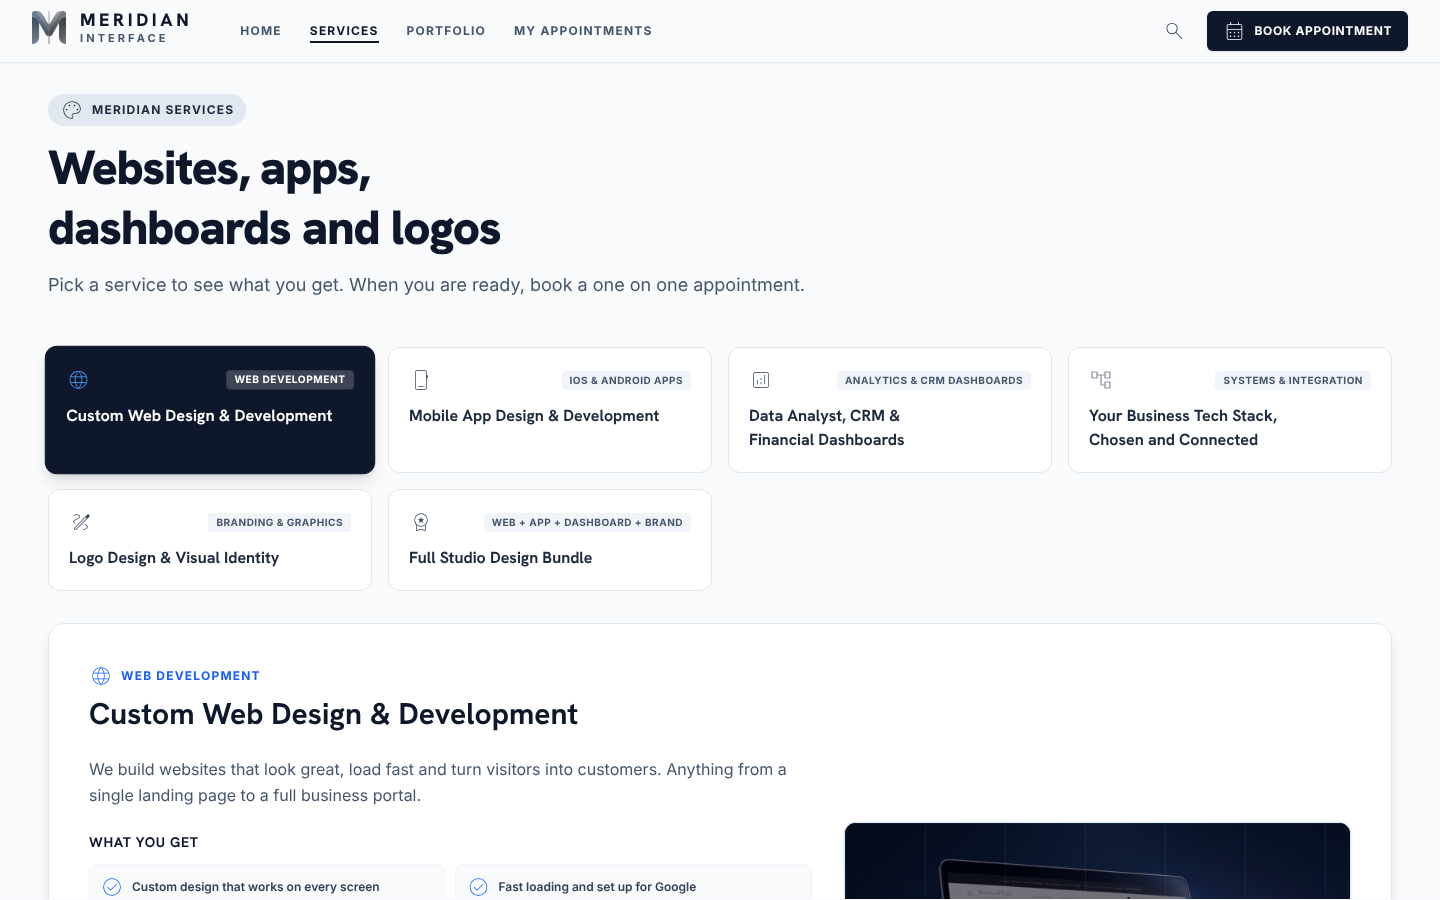 MERIDIAN
INTERFACE
HOME
SERVICES
PORTFOLIO
MY APPOINTMENTS
BOOK APPOINTMENT
MERIDIAN SERVICES
Websites, apps,
dashboards and logos
Pick a service to see what you get. When you are ready, book a one on one appointment.
WEB DEVELOPMENT
Custom Web Design & Development
IOS & ANDROID APPS
Mobile App Design & Development
ANALYTICS & CRM DASHBOARDS
Data Analyst, CRM &
Financial Dashboards
SYSTEMS & INTEGRATION
Your Business Tech Stack,
Chosen and Connected
BRANDING & GRAPHICS
Logo Design & Visual Identity
WEB + APP + DASHBOARD + BRAND
Full Studio Design Bundle
WEB DEVELOPMENT
Custom Web Design & Development
We build websites that look great, load fast and turn visitors into customers. Anything from a
single landing page to a full business portal.
WHAT YOU GET
Custom design that works on every screen
Fast loading and set up for Google